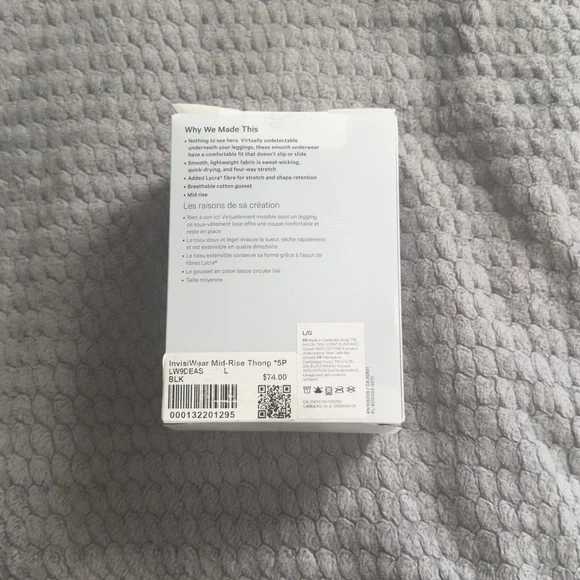 Why We Made This
• Nothing to see here. Virtually undetectable
underneath your leggings, these smooth underwear
have a comfortable fit that doesn't slip or slide
• Smooth, lightweight fabric is sweat-wicking,
quick-drying, and four-way stretch
• Added Lycra® fibre for stretch and shape retention
• Breathable cotton gusset
• Mid rise
Les raisons de sa création
• Rien à voir ici! Virtuellement invisible sous un legging,
ce sous-vêtement lisse offre une coupe confortable et
reste en place
• Le tissu doux et léger évacue la sueur, sèche rapidement
et est extensible en quatre directions
• Le tissu extensible conserve sa forme grâce à l'ajout de
fibres Lycra®
• Le gousset en coton laisse circuler l'air
• Taille moyenne
L/G
InvisiWear Mid-Rise Thong *5P
LW9DEAS L
BLK $74.00
000132201295